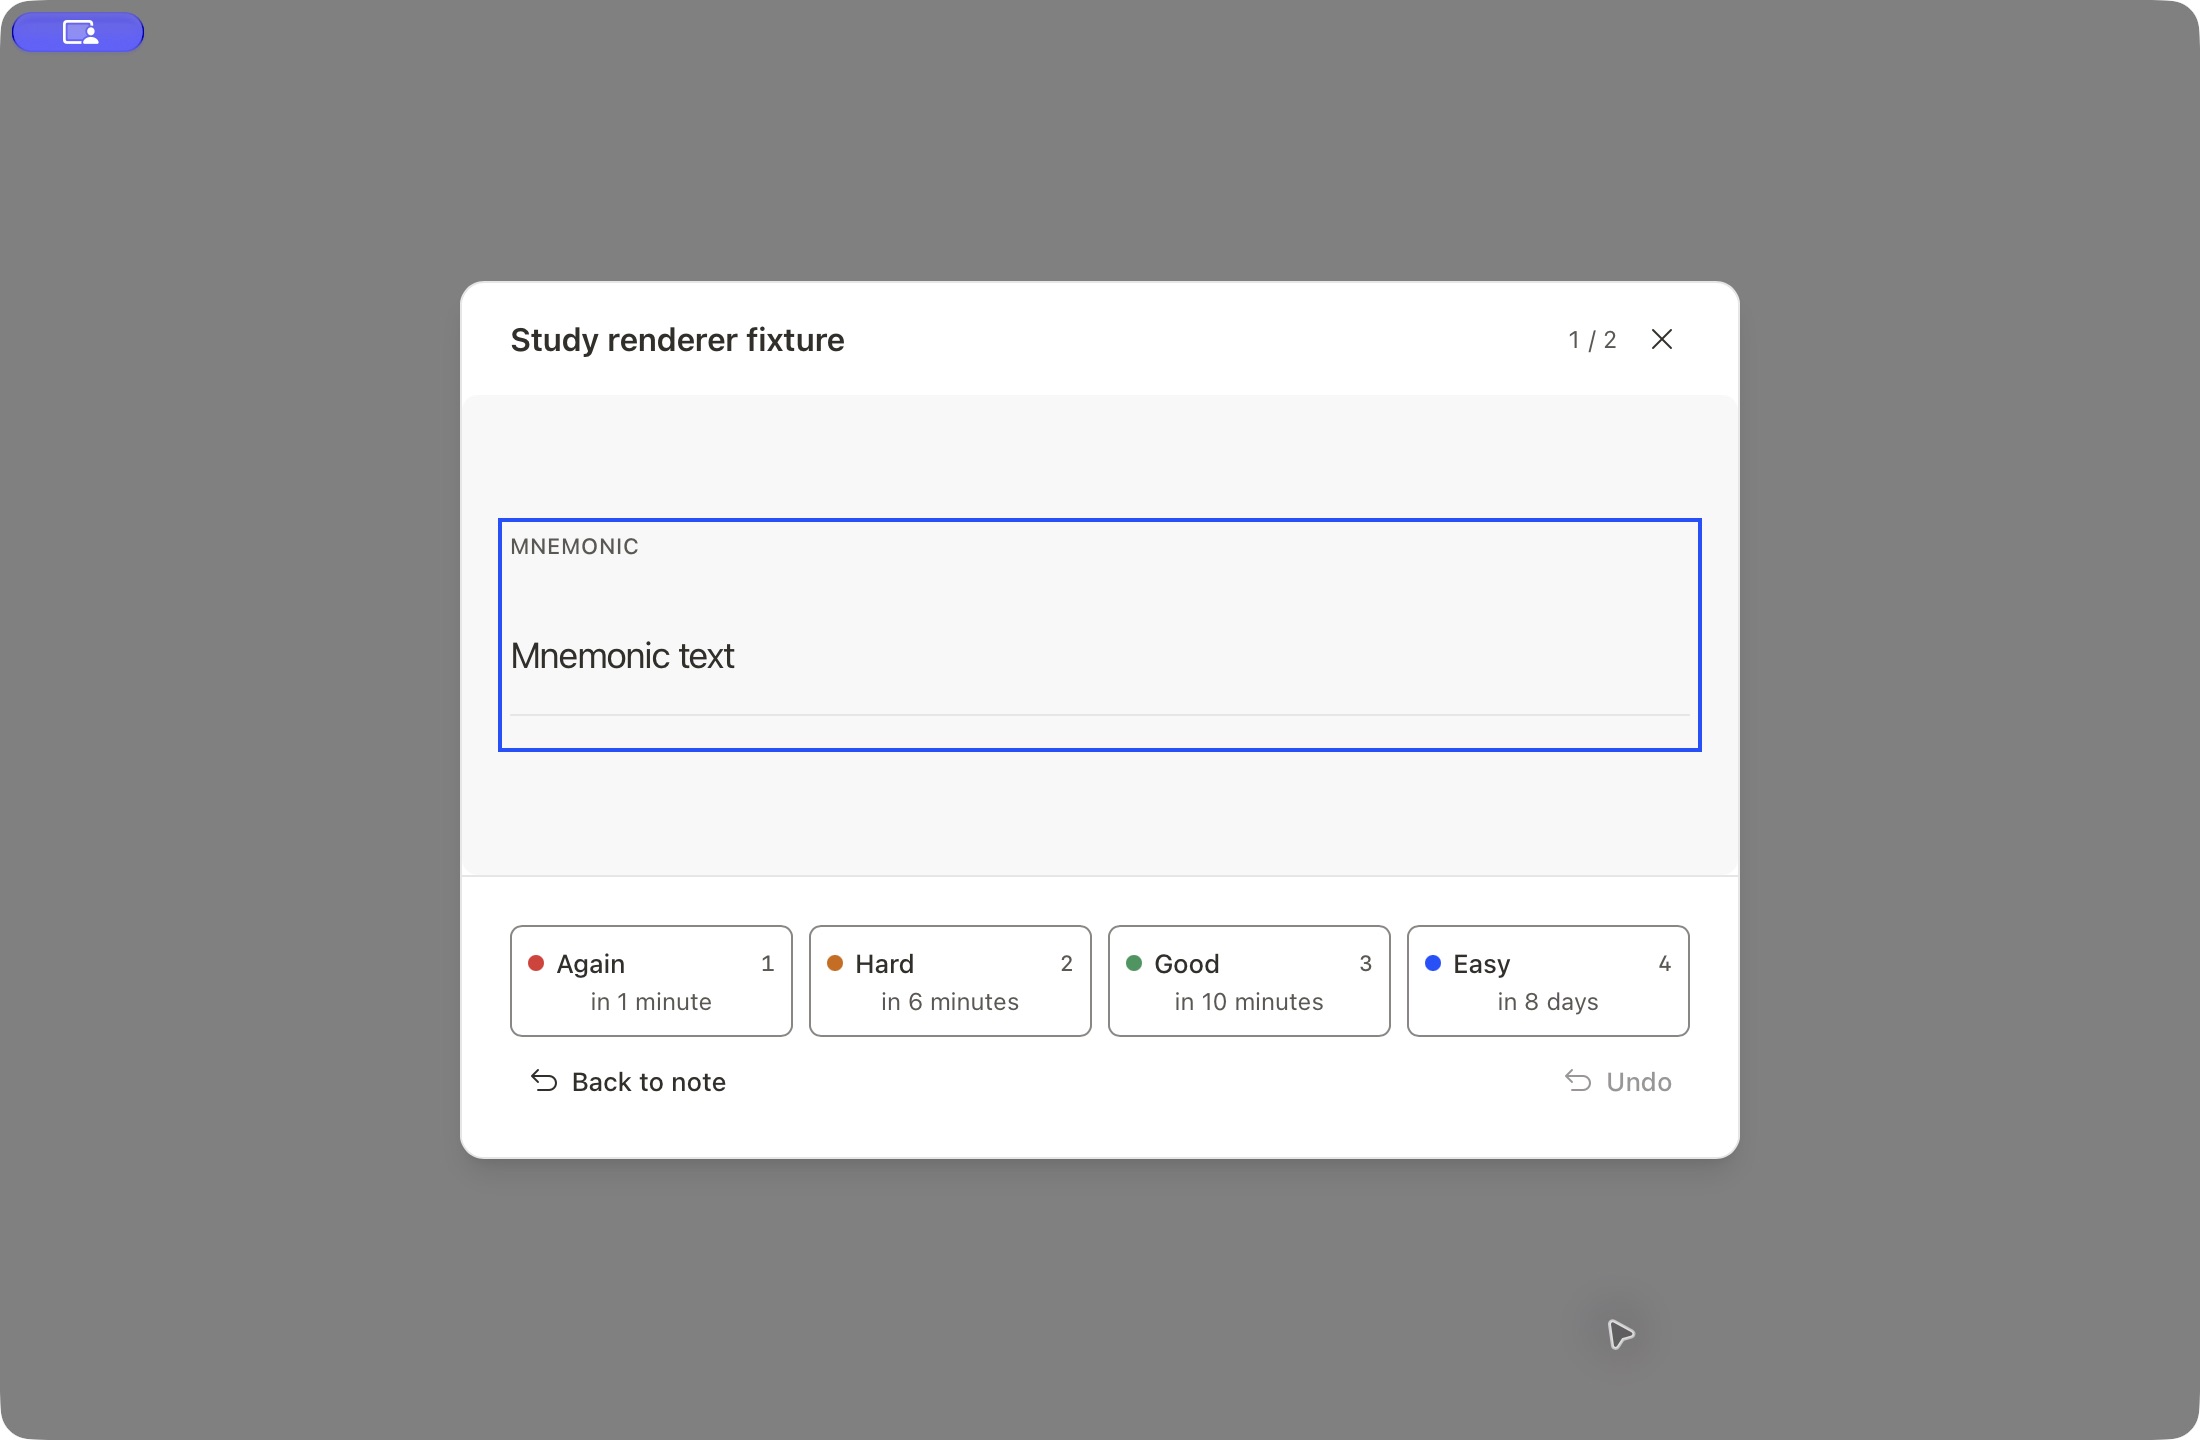 Study renderer fixture
1 / 2
MNEMONIC
Mnemonic text
Again 1
in 1 minute
Hard 2
in 6 minutes
Good 3
in 10 minutes
Easy 4
in 8 days
Back to note
Undo